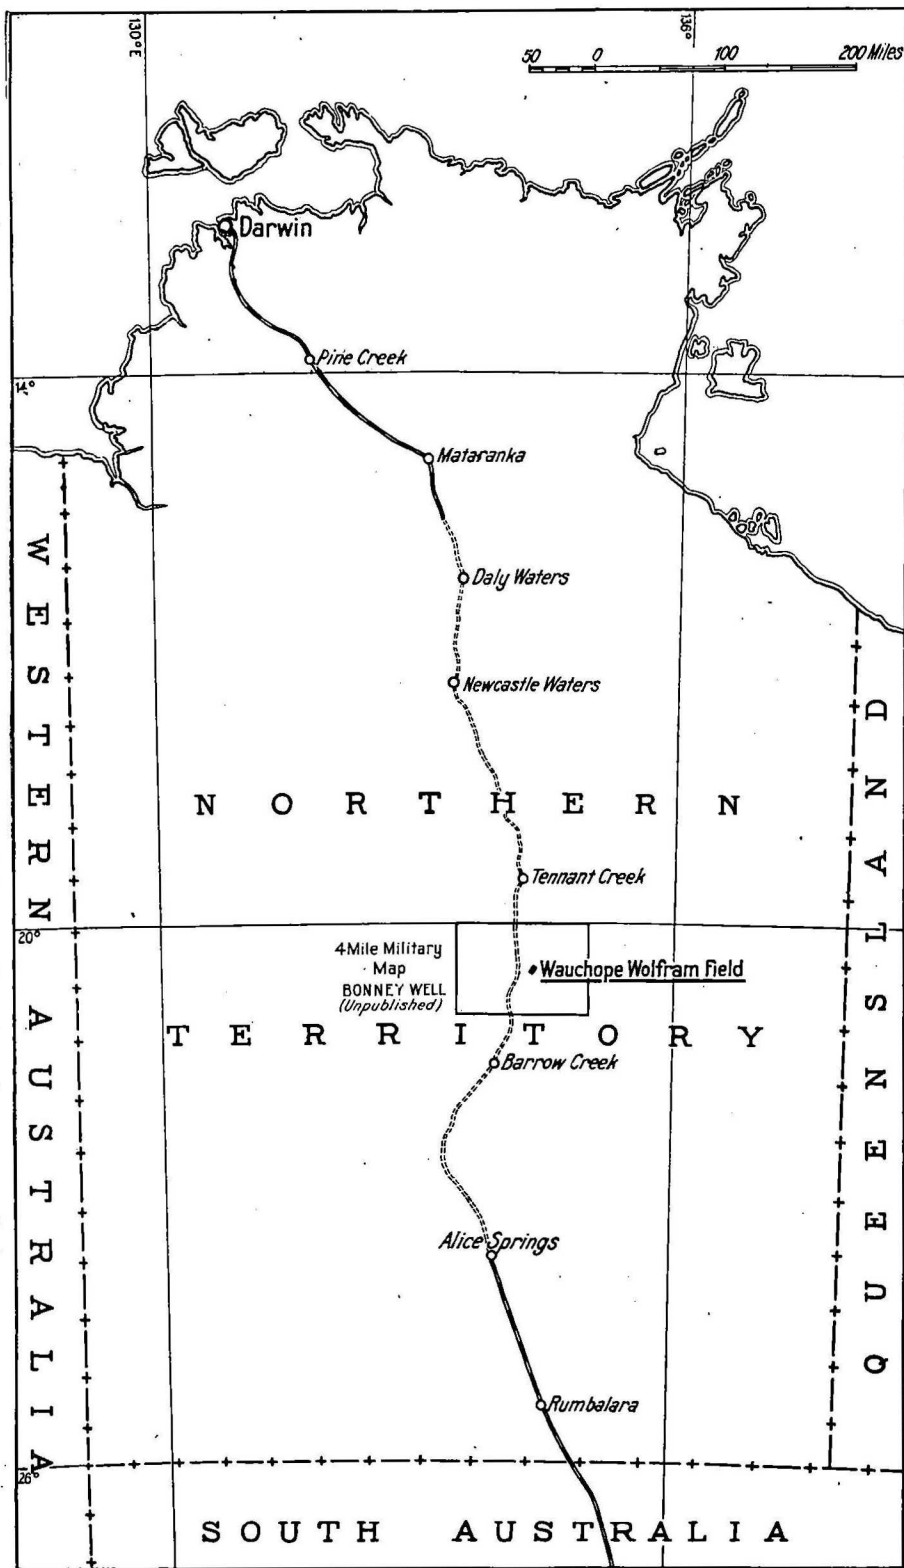 130°E
136°
50 0 100 200 Miles
Darwin
Pine Creek
14°
Mataranka
Daly Waters
Newcastle Waters
NORTHERN
Tennant Creek
20°
4 Mile Military
Map
BONNEY WELL
(Unpublished)
Wauchope Wolfram Field
TERRITORY
Barrow Creek
Alice Springs
Rumbalara
26°
SOUTH AUSTRALIA
WESTERN AUSTRALIA
QUEENSLAND